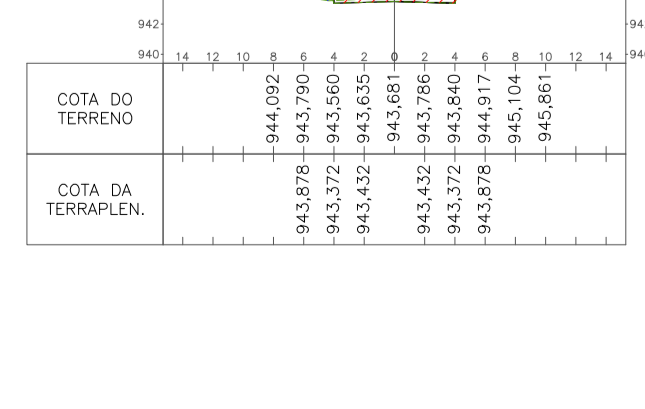 942
942
940
14 12 10 8 6 4 2 0 2 4 6 8 10 12 14
COTA DO
TERRENO
944,092 943,790 943,560 943,635 943,681 943,786 943,840 944,917 945,104 945,861
COTA DA
TERRAPLEN.
943,878 943,372 943,432 943,432 943,372 943,878